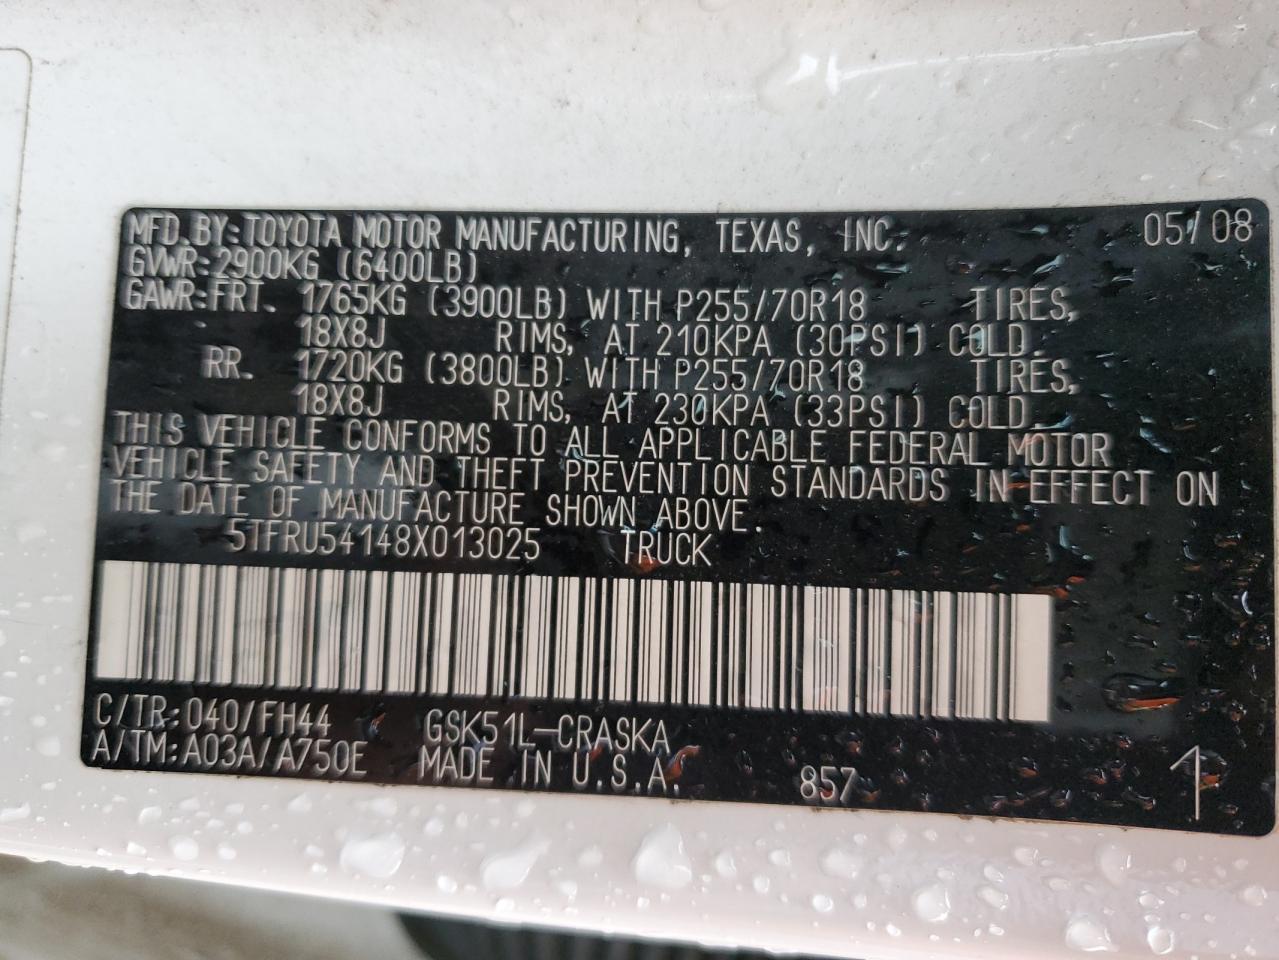 MFD. BY: TOYOTA MOTOR MANUFACTURING, TEXAS, INC. 05/08
GVWR: 2900KG (6400LB)
GAWR: FRT. 1765KG (3900LB) WITH P255/70R18 TIRES,
18X8J RIMS, AT 210KPA (30PSI) COLD.
RR. 1720KG (3800LB) WITH P255/70R18 TIRES,
18X8J RIMS, AT 230KPA (33PSI) COLD.
THIS VEHICLE CONFORMS TO ALL APPLICABLE FEDERAL MOTOR
VEHICLE SAFETY AND THEFT PREVENTION STANDARDS IN EFFECT ON
THE DATE OF MANUFACTURE SHOWN ABOVE.
5TFRU54148X013025 TRUCK
C/TR: 040/FH44 GSK51L-CRASKA
A/TM: A03A/A750E MADE IN U.S.A. 857 1